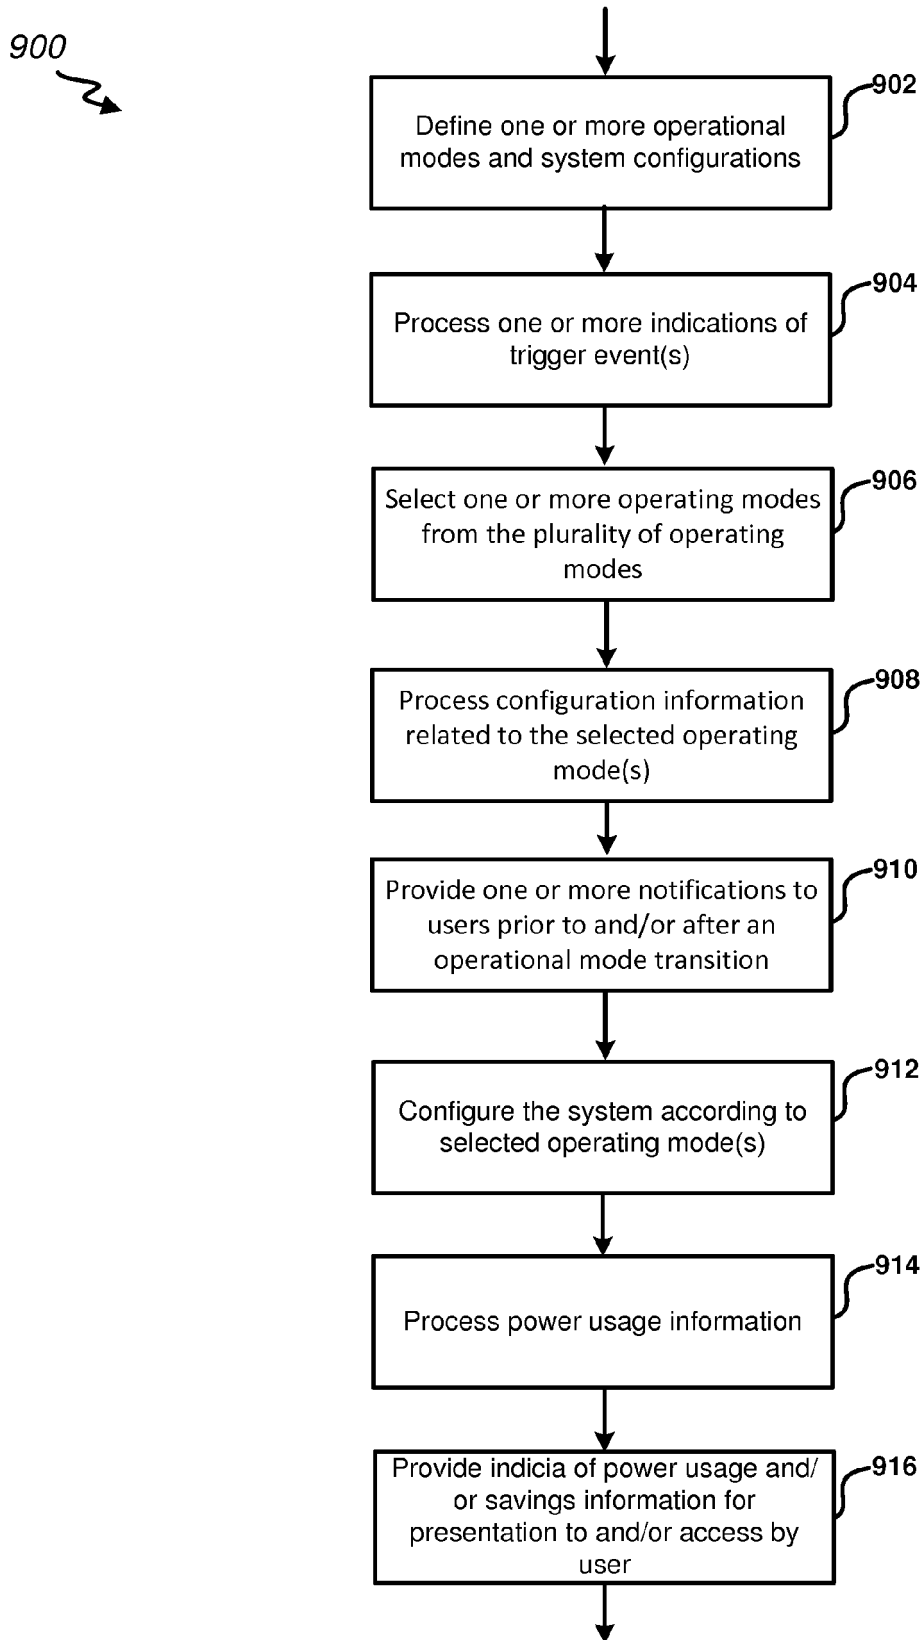 900
902
Define one or more operational
modes and system configurations
904
Process one or more indications of
trigger event(s)
906
Select one or more operating modes
from the plurality of operating
modes
908
Process configuration information
related to the selected operating
mode(s)
910
Provide one or more notifications to
users prior to and/or after an
operational mode transition
912
Configure the system according to
selected operating mode(s)
914
Process power usage information
916
Provide indicia of power usage and/
or savings information for
presentation to and/or access by
user